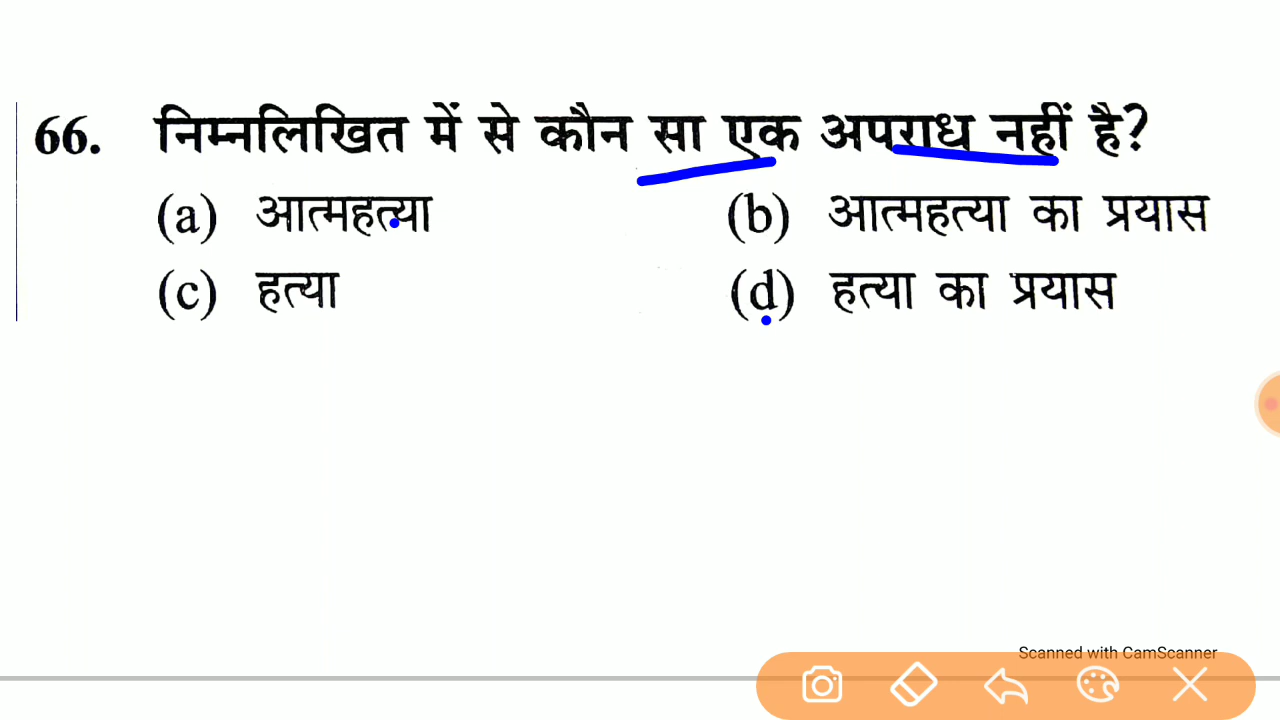 66. निम्नलिखित में से कौन सा एक अपराध नहीं है?
(a) आत्महत्या (b) आत्महत्या का प्रयास
(c) हत्या (d) हत्या का प्रयास
Scanned with CamScanner